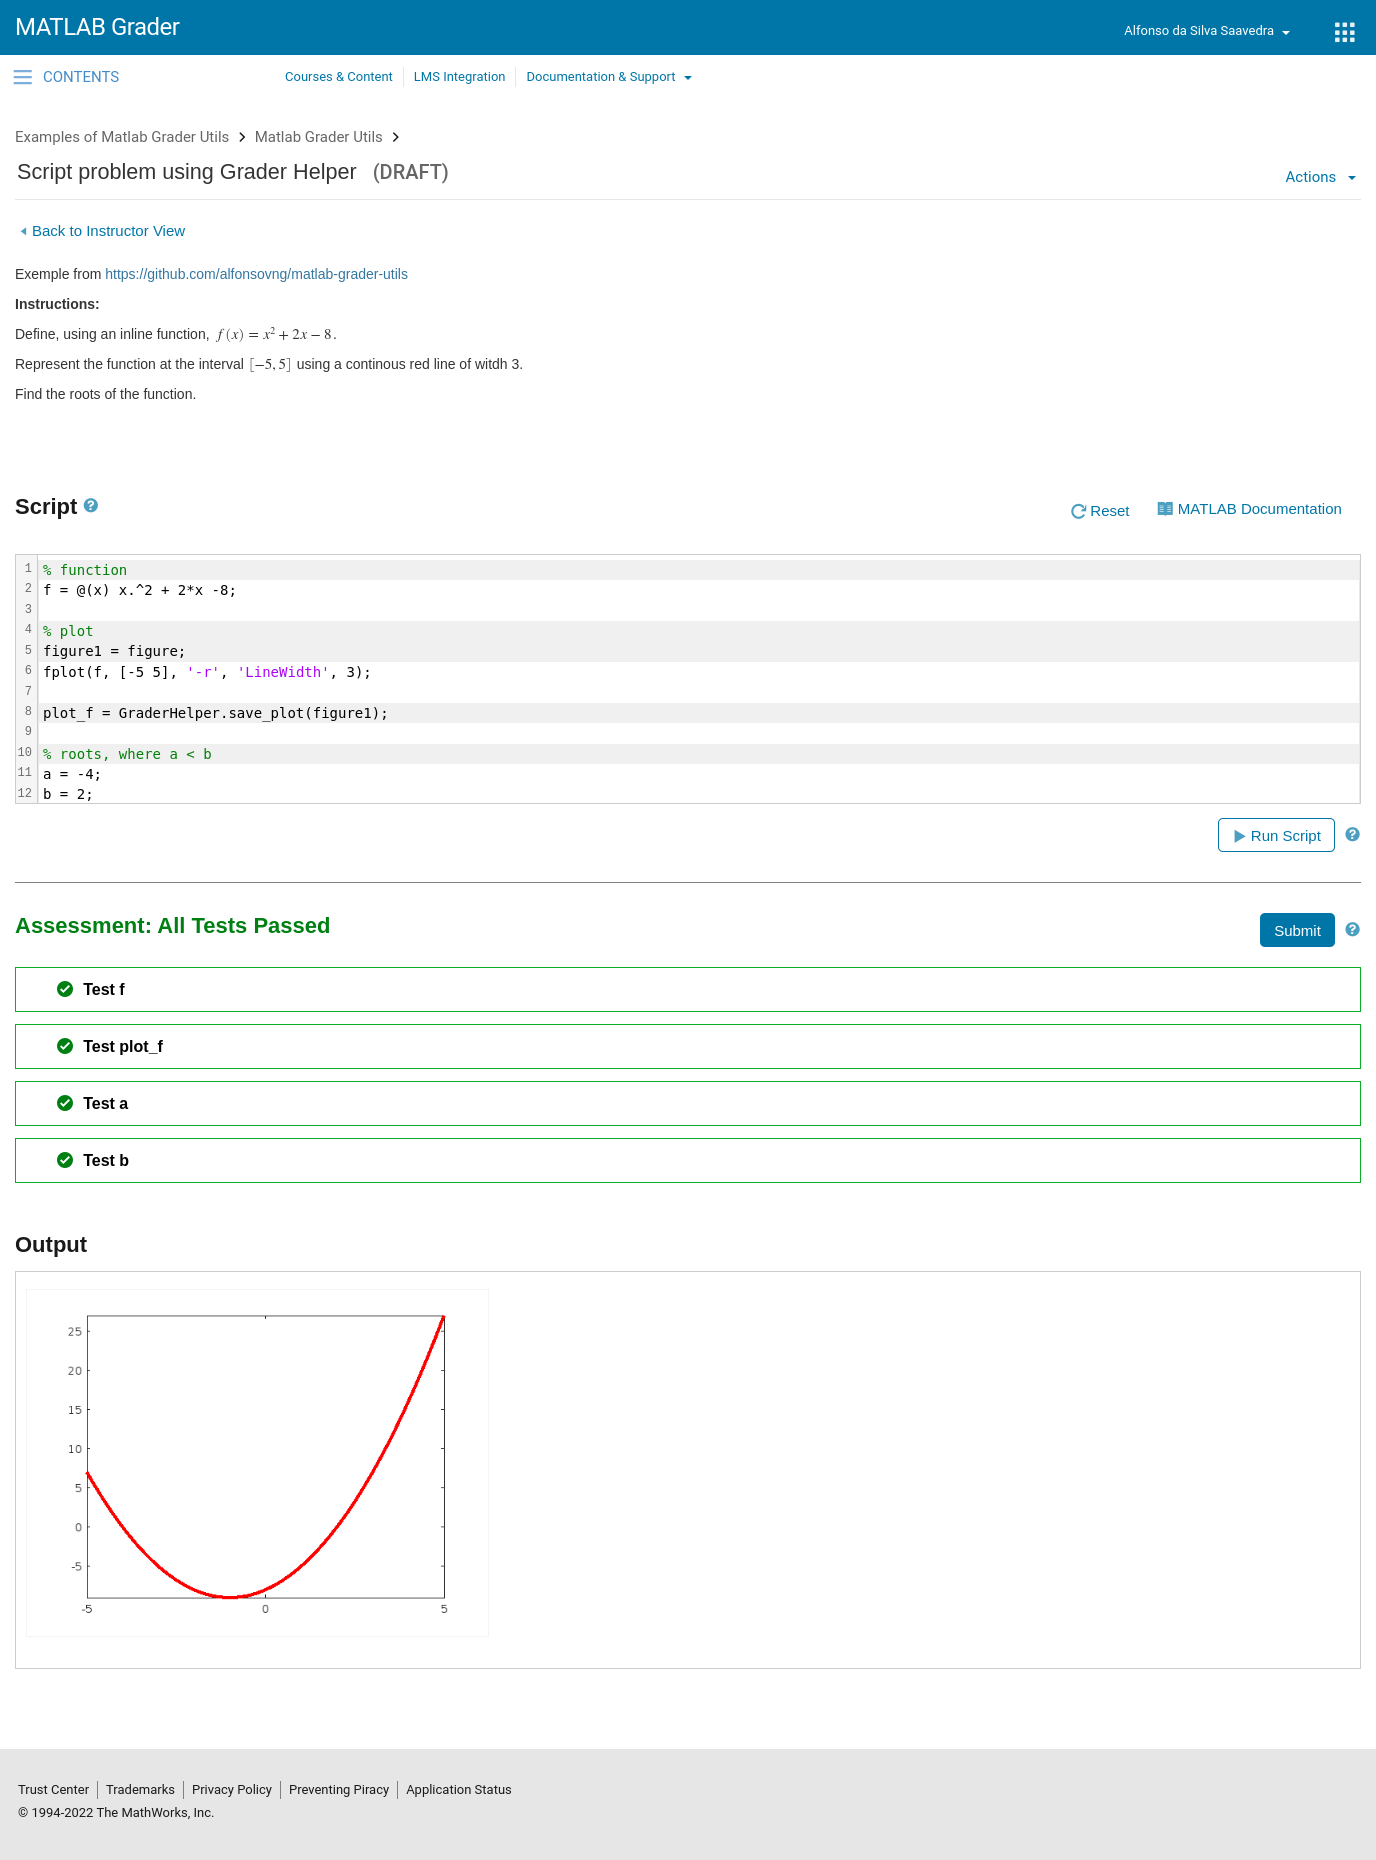 MATLAB Grader
Alfonso da Silva Saavedra
CONTENTS
Courses & Content
LMS Integration
Documentation & Support
Examples of Matlab Grader Utils
Matlab Grader Utils
Script problem using Grader Helper (DRAFT)
Actions
Back to Instructor View
Exemple from https://github.com/alfonsovng/matlab-grader-utils
Instructions:
Define, using an inline function, f(x) = x² + 2x − 8.
Represent the function at the interval [−5, 5] using a continous red line of witdh 3.
Find the roots of the function.
Script
Reset
MATLAB Documentation
1 % function
2 f = @(x) x.^2 + 2*x -8;
3
4 % plot
5 figure1 = figure;
6 fplot(f, [-5 5], '-r', 'LineWidth', 3);
7
8 plot_f = GraderHelper.save_plot(figure1);
9
10 % roots, where a < b
11 a = -4;
12 b = 2;
Run Script
Assessment: All Tests Passed
Submit
Test f
Test plot_f
Test a
Test b
Output
25
20
15
10
5
0
-5
-5 0 5
Trust Center
Trademarks
Privacy Policy
Preventing Piracy
Application Status
© 1994-2022 The MathWorks, Inc.